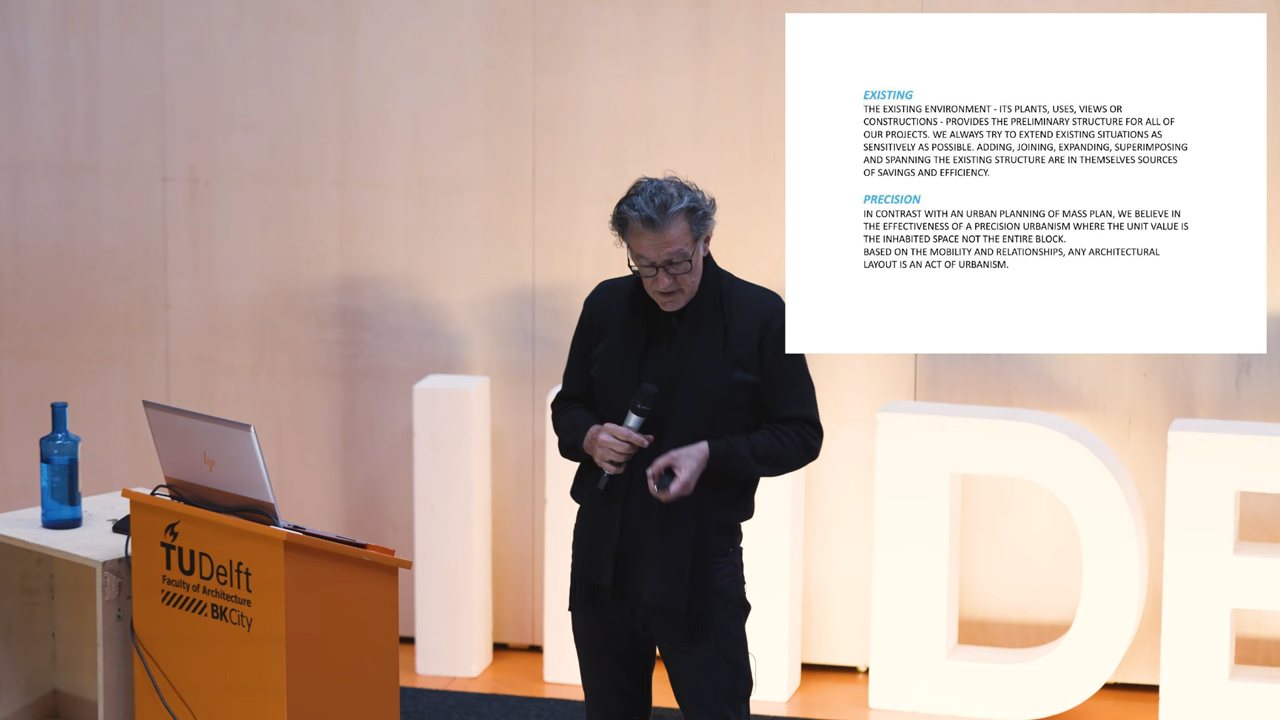 EXISTING
THE EXISTING ENVIRONMENT - ITS PLANTS, USES, VIEWS OR
CONSTRUCTIONS - PROVIDES THE PRELIMINARY STRUCTURE FOR ALL OF
OUR PROJECTS. WE ALWAYS TRY TO EXTEND EXISTING SITUATIONS AS
SENSITIVELY AS POSSIBLE. ADDING, JOINING, EXPANDING, SUPERIMPOSING
AND SPANNING THE EXISTING STRUCTURE ARE IN THEMSELVES SOURCES
OF SAVINGS AND EFFICIENCY.
PRECISION
IN CONTRAST WITH AN URBAN PLANNING OF MASS PLAN, WE BELIEVE IN
THE EFFECTIVENESS OF A PRECISION URBANISM WHERE THE UNIT VALUE IS
THE INHABITED SPACE NOT THE ENTIRE BLOCK.
BASED ON THE MOBILITY AND RELATIONSHIPS, ANY ARCHITECTURAL
LAYOUT IS AN ACT OF URBANISM.
hp
TUDelft
Faculty of Architecture
BKCity